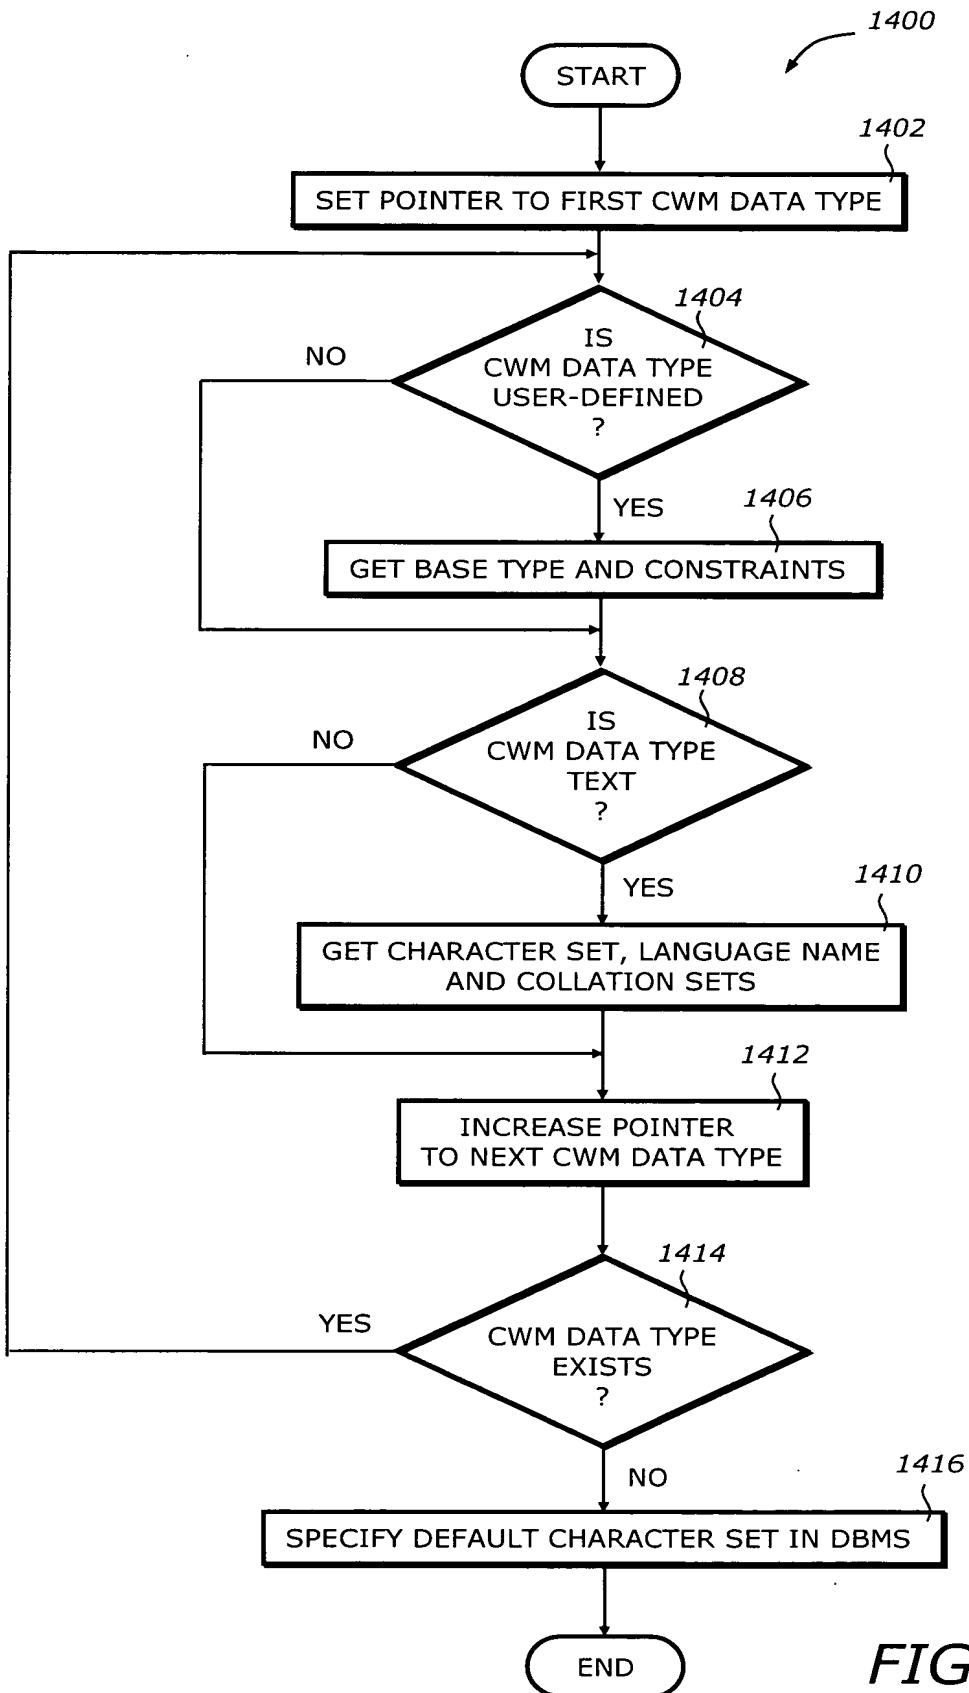 1400
START
1402
SET POINTER TO FIRST CWM DATA TYPE
1404
IS
CWM DATA TYPE
USER-DEFINED
?
NO
YES
1406
GET BASE TYPE AND CONSTRAINTS
1408
IS
CWM DATA TYPE
TEXT
?
NO
YES
1410
GET CHARACTER SET, LANGUAGE NAME
AND COLLATION SETS
1412
INCREASE POINTER
TO NEXT CWM DATA TYPE
1414
CWM DATA TYPE
EXISTS
?
YES
NO
1416
SPECIFY DEFAULT CHARACTER SET IN DBMS
END
FIG